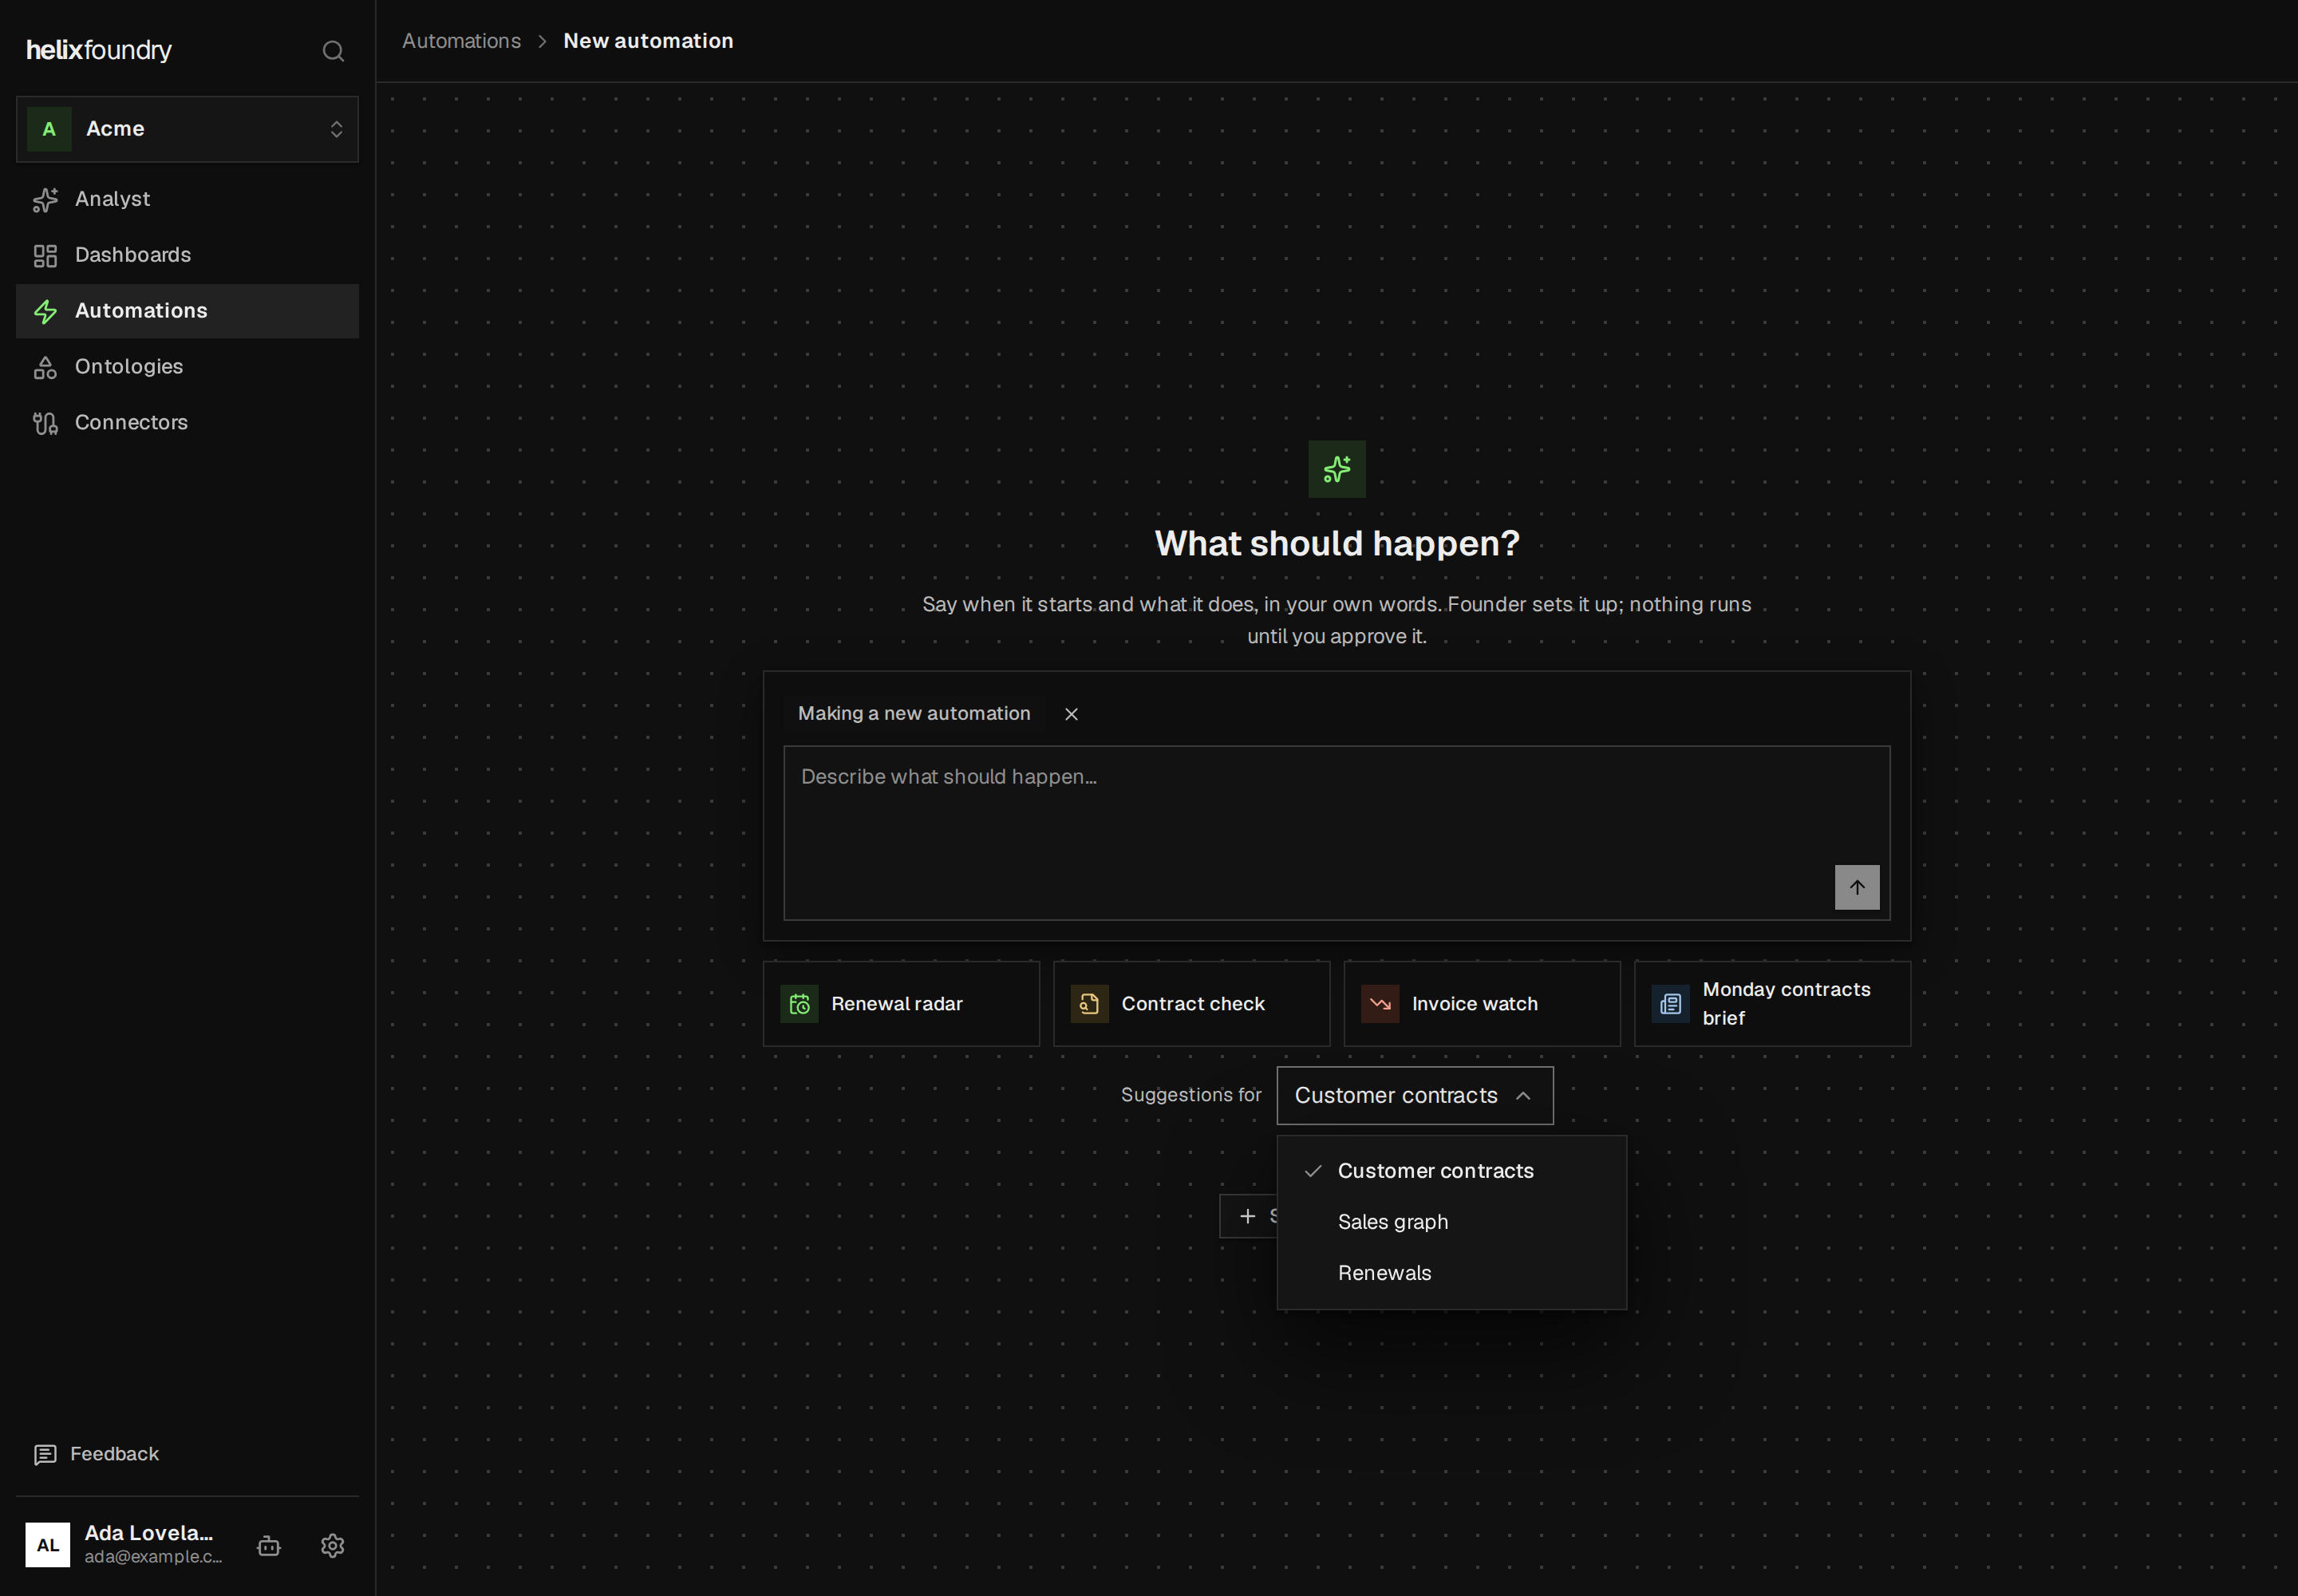 helixfoundry
A
Acme
Analyst
Dashboards
Automations
Ontologies
Connectors
Feedback
AL
Ada Lovela…
ada@example.c…
Automations
New automation
What should happen?
Say when it starts and what it does, in your own words. Founder sets it up; nothing runs
until you approve it.
Making a new automation
Describe what should happen…
Renewal radar
Contract check
Invoice watch
Monday contracts
brief
Suggestions for
Customer contracts
Customer contracts
Sales graph
Renewals